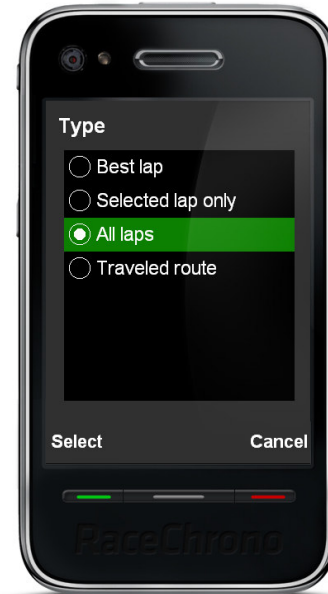 Type
Best lap
Selected lap only
All laps
Traveled route
Select Cancel
RaceChrono